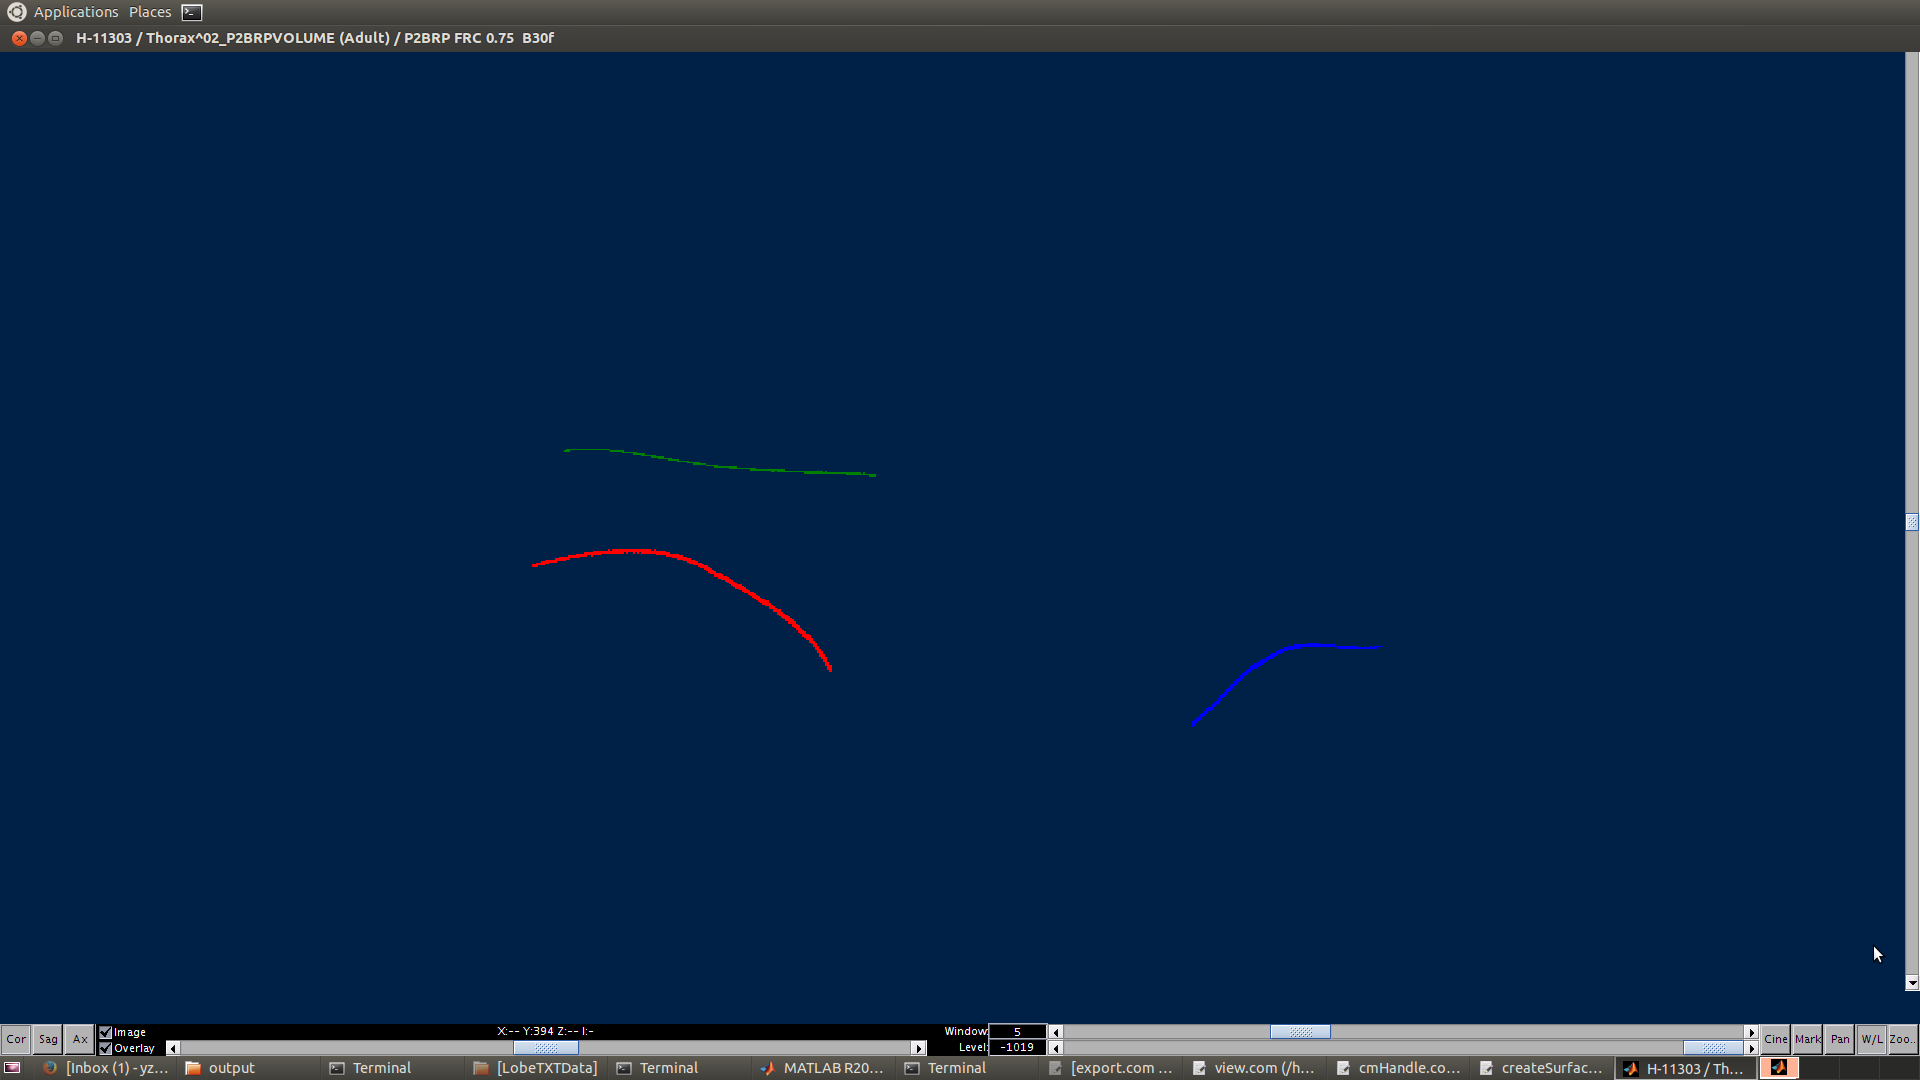 Applications Places
H-11303 / Thorax^02_P2BRPVOLUME (Adult) / P2BRP FRC 0.75 B30f
Cor Sag Ax
Image
Overlay
X:-- Y:394 Z:-- I:-
Window: 5
Level: -1019
Cine Mark Pan W/L Zoo..
[Inbox (1) - yz... output Terminal [LobeTXTData] Terminal MATLAB R20... Terminal [export.com ... view.com (/h... cmHandle.co... createSurfac... H-11303 / Th...